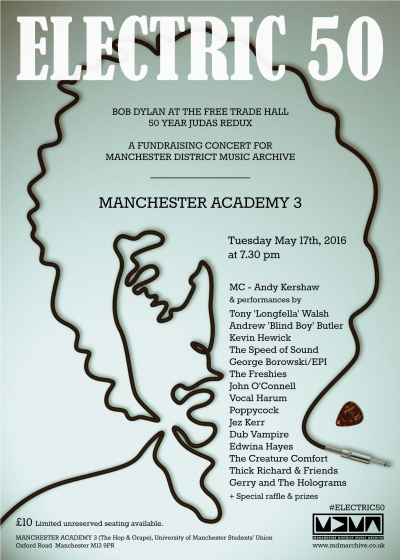 ELECTRIC 50
BOB DYLAN AT THE FREE TRADE HALL
50 YEAR JUDAS REDUX
A FUNDRAISING CONCERT FOR
MANCHESTER DISTRICT MUSIC ARCHIVE
MANCHESTER ACADEMY 3
Tuesday May 17th, 2016
at 7.30 pm
MC - Andy Kershaw
& performances by
Tony 'Longfella' Walsh
Andrew 'Blind Boy' Butler
Kevin Hewick
The Speed of Sound
George Borowski/EPI
The Freshies
John O'Connell
Vocal Harum
Poppycock
Jez Kerr
Dub Vampire
Edwina Hayes
The Creature Comfort
Thick Richard & Friends
Gerry and The Holograms
+ Special raffle & prizes
#ELECTRIC50
£10 Limited unreserved seating available.
MANCHESTER ACADEMY 3 (The Hop & Grape), University of Manchester Students' Union
Oxford Road Manchester M13 9PR
MDMA
MANCHESTER DISTRICT MUSIC ARCHIVE
www.mdmarchive.co.uk